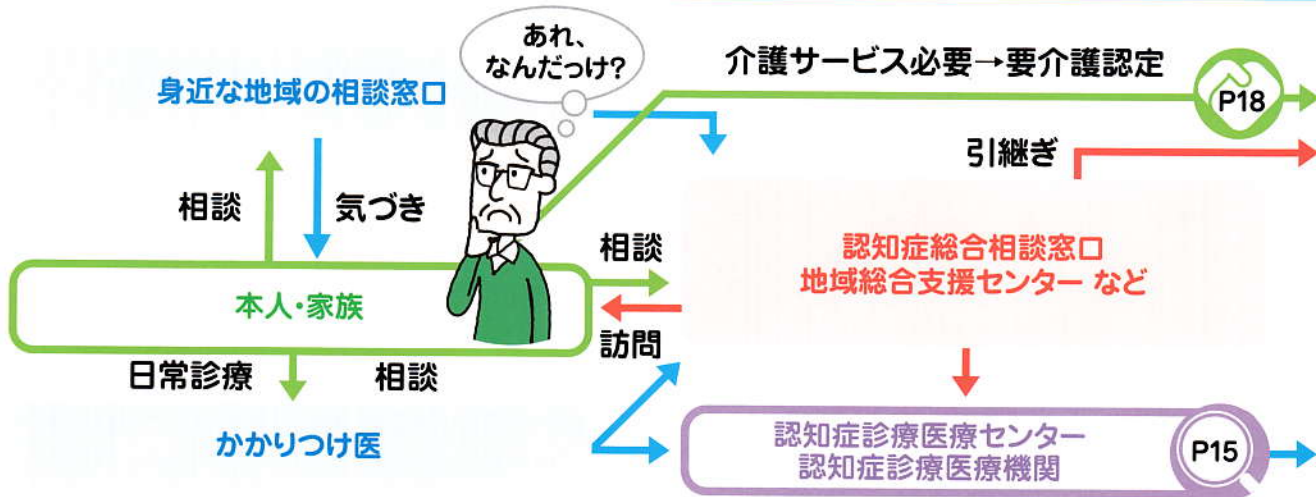 あれ、
なんだっけ？
介護サービス必要→要介護認定
P18
身近な地域の相談窓口
引継ぎ
相談
気づき
相談
認知症総合相談窓口
地域総合支援センター など
本人・家族
訪問
日常診療
相談
かかりつけ医
認知症診療医療センター
認知症診療医療機関
P15